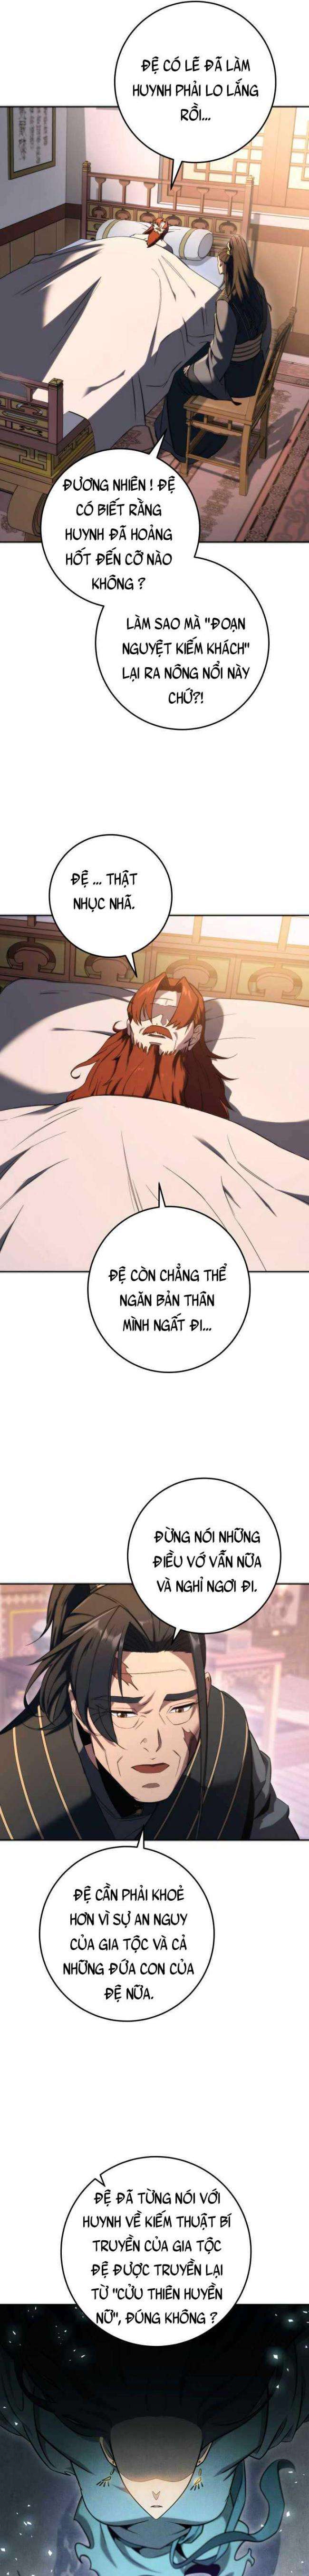 ĐỆ CÓ LẼ ĐÃ LÀM
HUYNH PHẢI LO LẮNG
RỒI...
ĐƯƠNG NHIÊN! ĐỆ
CÓ BIẾT RẰNG
HUYNH ĐÃ HOẢNG
HỐT ĐẾN CỠ NÀO
KHÔNG ?
LÀM SAO MÀ "ĐOẠN
NGUYỆT KIẾM KHÁCH"
LẠI RA NÔNG NỔI NÀY
CHỨ?!
ĐỆ ... THẬT
NHỤC NHÃ.
ĐỆ CÒN CHẲNG THỂ
NGĂN BẢN THÂN
MÌNH NGẤT ĐI...
ĐỪNG NÓI NHỮNG
ĐIỀU VỚ VẨN NỮA
VÀ NGHỈ NGƠI ĐI.
ĐỆ CẦN PHẢI KHOẺ
HƠN VÌ SỰ AN NGUY
CỦA GIA TỘC VÀ CẢ
NHỮNG ĐỨA CON CỦA
ĐỆ NỮA.
ĐỆ ĐÃ TỪNG NÓI VỚI
HUYNH VỀ KIẾM THUẬT BÍ
TRUYỀN CỦA GIA TỘC
ĐỆ ĐƯỢC TRUYỀN LẠI
TỪ "CỬU THIÊN HUYỀN
NỮ", ĐÚNG KHÔNG ?